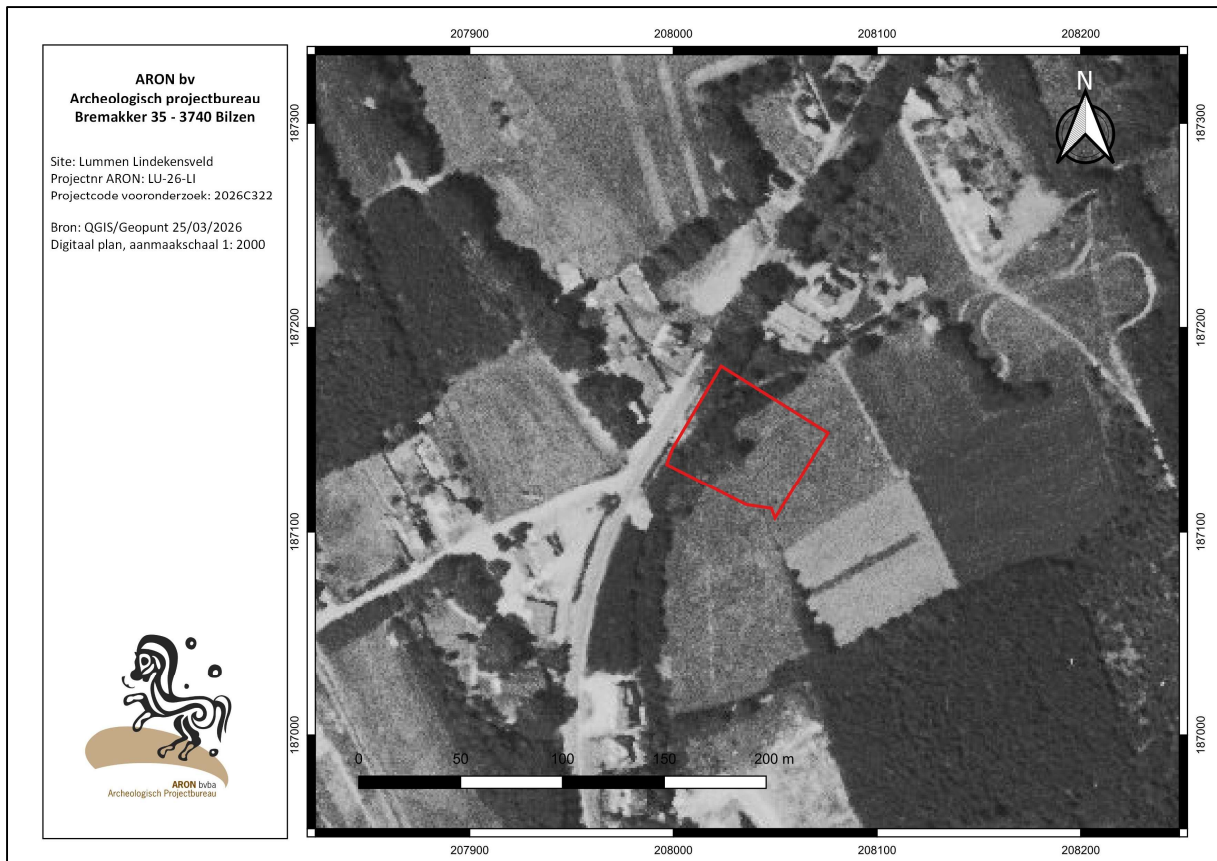 ARON bv
Archeologisch projectbureau
Bremakker 35 - 3740 Bilzen
Site: Lummen Lindekensveld
Projectnr ARON: LU-26-LI
Projectcode vooronderzoek: 2026C322
Bron: QGIS/Geopunt 25/03/2026
Digitaal plan, aanmaakschaal 1: 2000
ARON bvba
Archeologisch Projectbureau
207900 208000 208100 208200
N
187300 187300
187200 187200
187100 187100
187000 187000
0 50 100 150 200 m
207900 208000 208100 208200